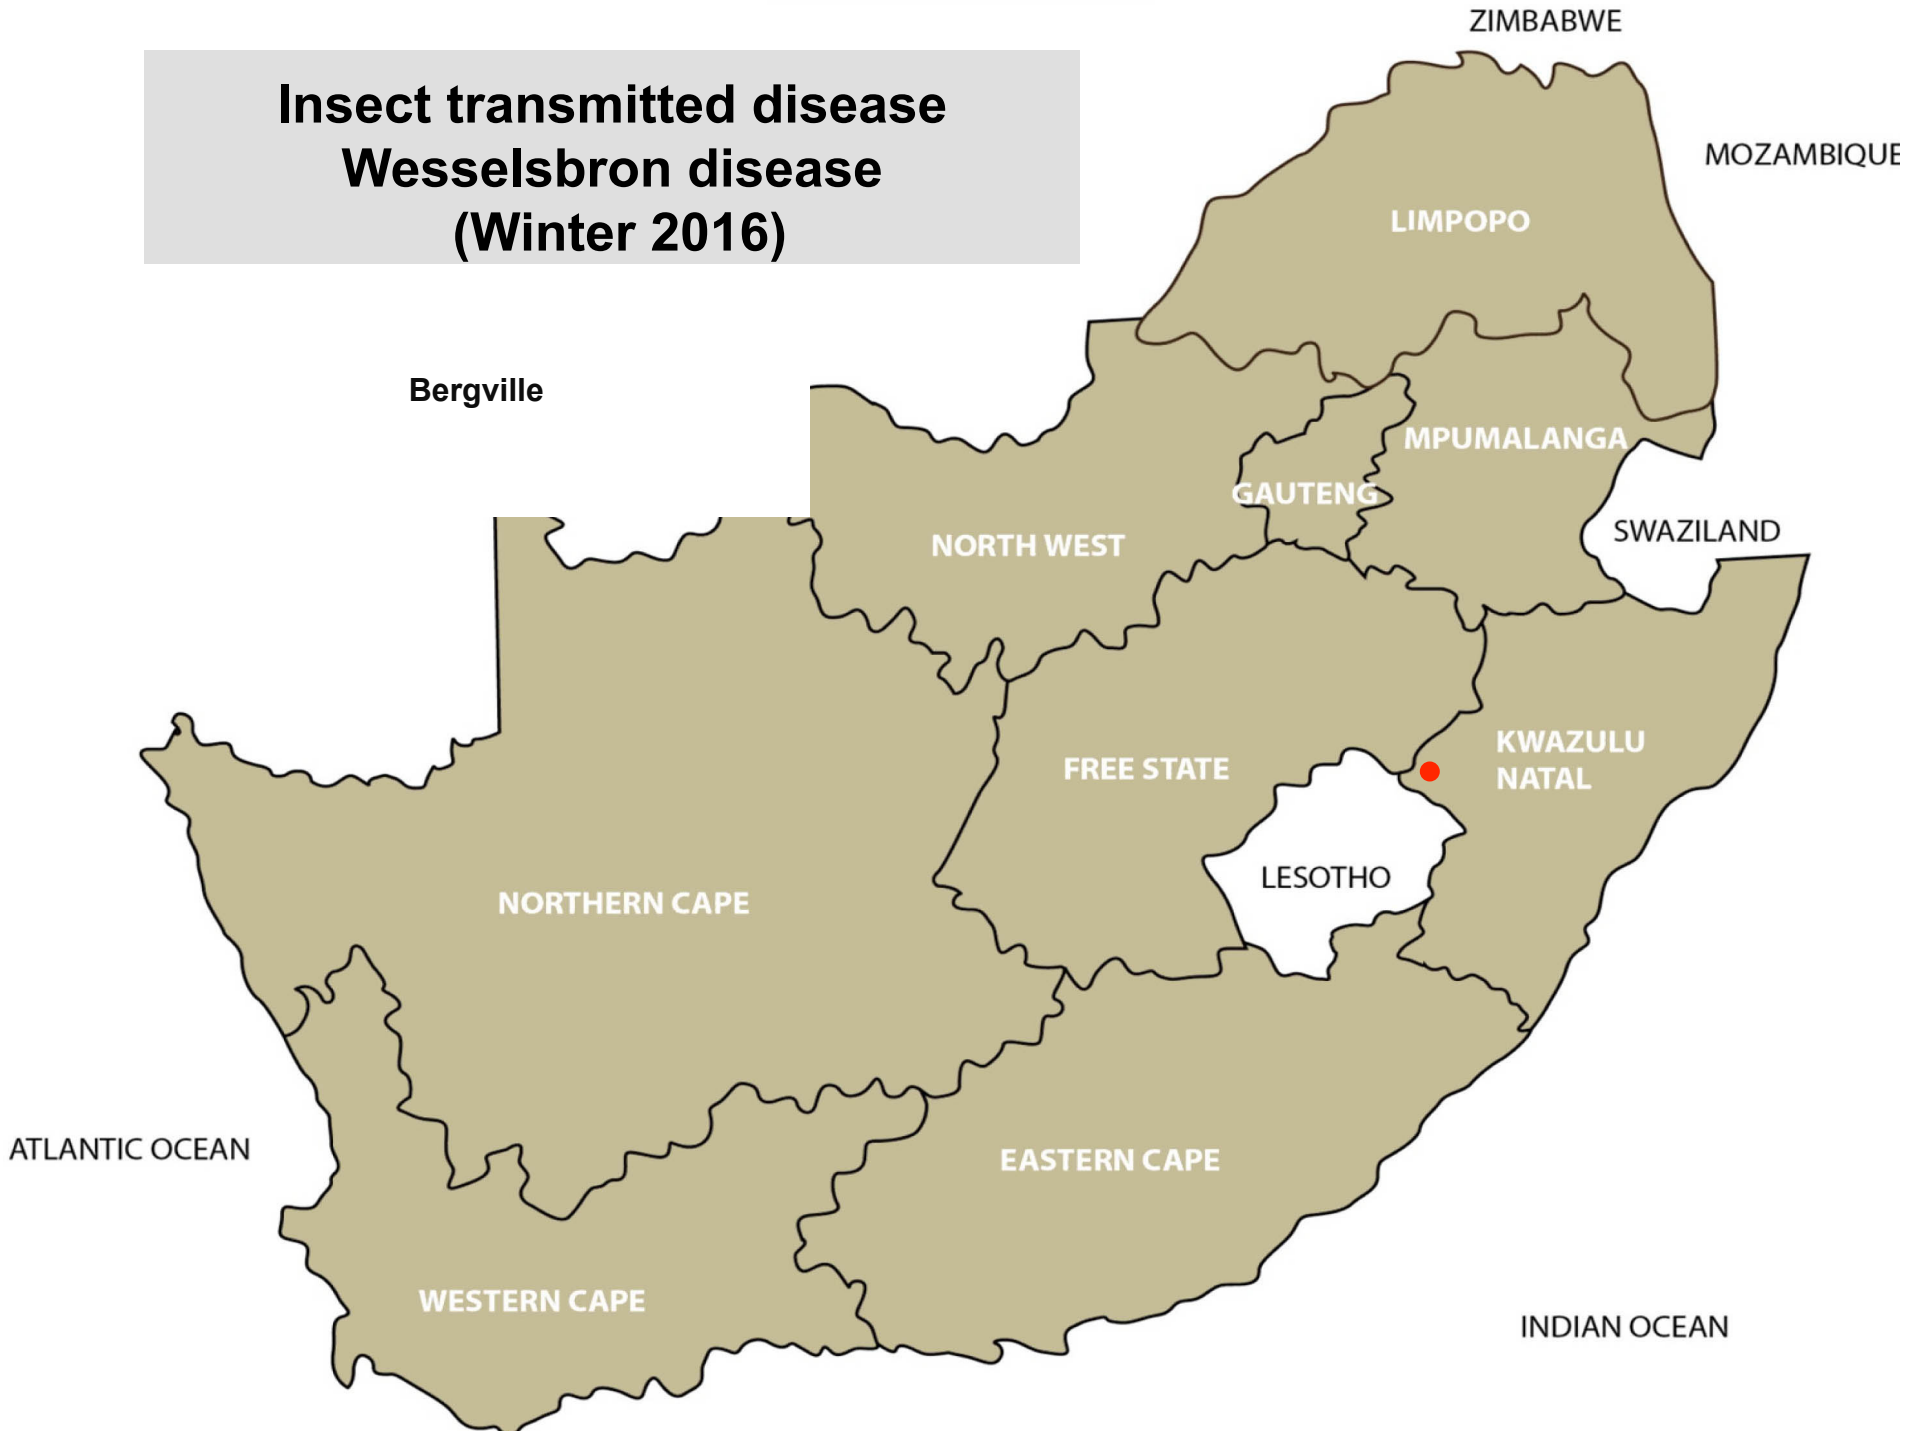 ZIMBABWE
Insect transmitted disease
Wesselsbron disease
(Winter 2016)
MOZAMBIQUE
LIMPOPO
Bergville
MPUMALANGA
GAUTENG
SWAZILAND
NORTH WEST
KWAZULU
NATAL
FREE STATE
LESOTHO
NORTHERN CAPE
ATLANTIC OCEAN
EASTERN CAPE
WESTERN CAPE
INDIAN OCEAN